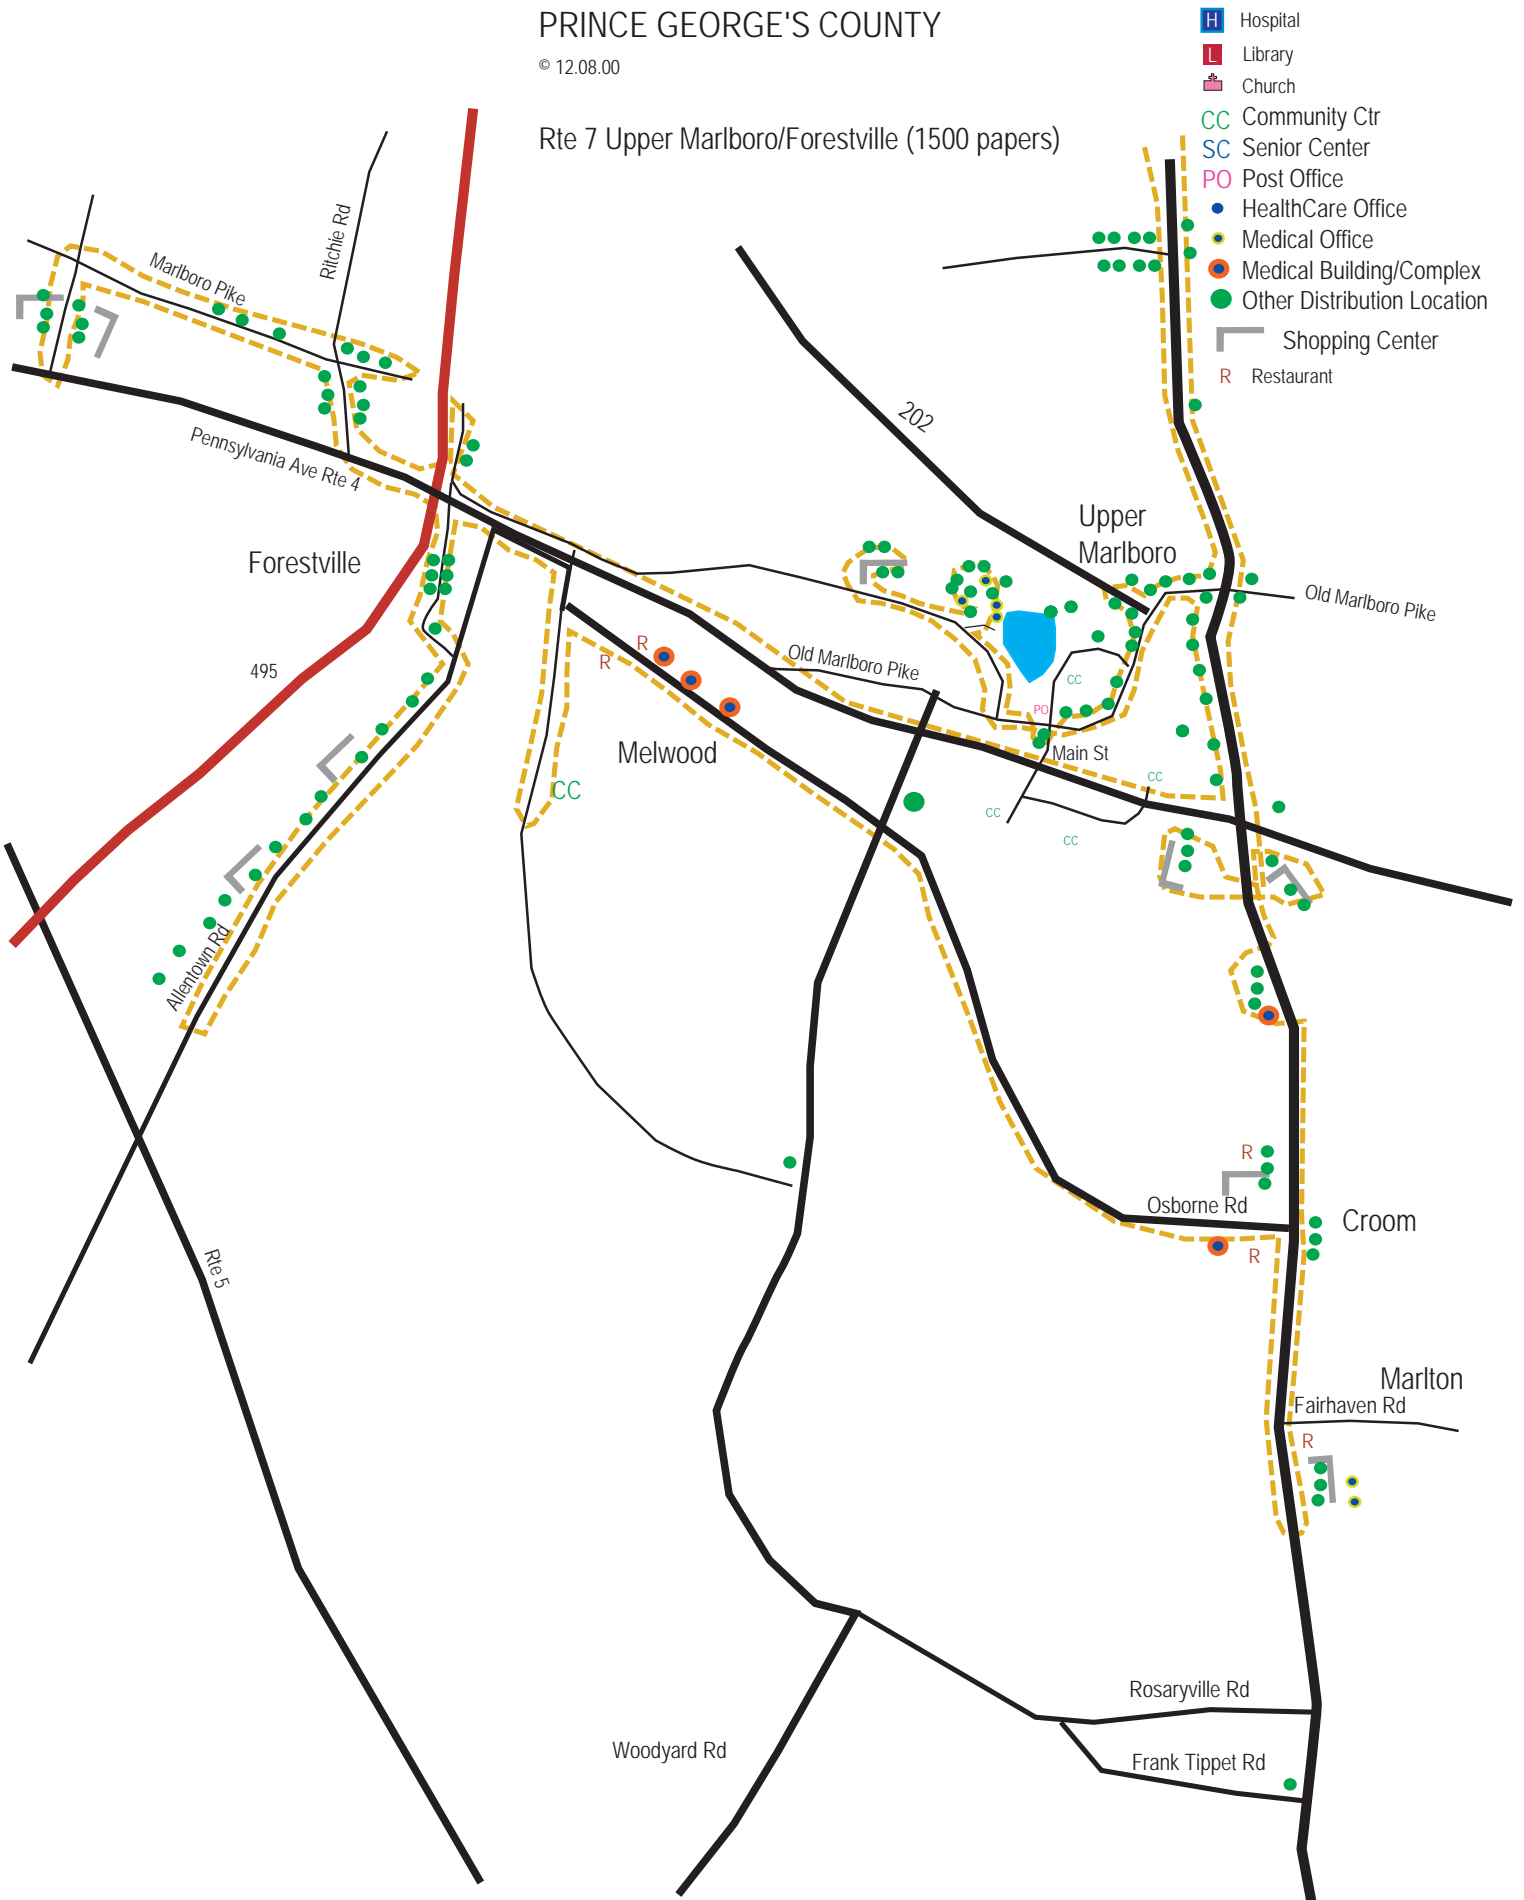 PRINCE GEORGE'S COUNTY
© 12.08.00
Rte 7 Upper Marlboro/Forestville (1500 papers)
H Hospital
L Library
Church
CC Community Ctr
SC Senior Center
PO Post Office
HealthCare Office
Medical Office
Medical Building/Complex
Other Distribution Location
Shopping Center
R Restaurant
Ritchie Rd
Marlboro Pike
202
Pennsylvania Ave Rte 4
Upper
Marlboro
Forestville
Old Marlboro Pike
R
R
Old Marlboro Pike
495
CC
PO
Melwood
Main St
CC
CC
CC
CC
Allentown Rd
R
Osborne Rd
Croom
R
Rte 5
Marlton
Fairhaven Rd
R
Rosaryville Rd
Woodyard Rd
Frank Tippet Rd